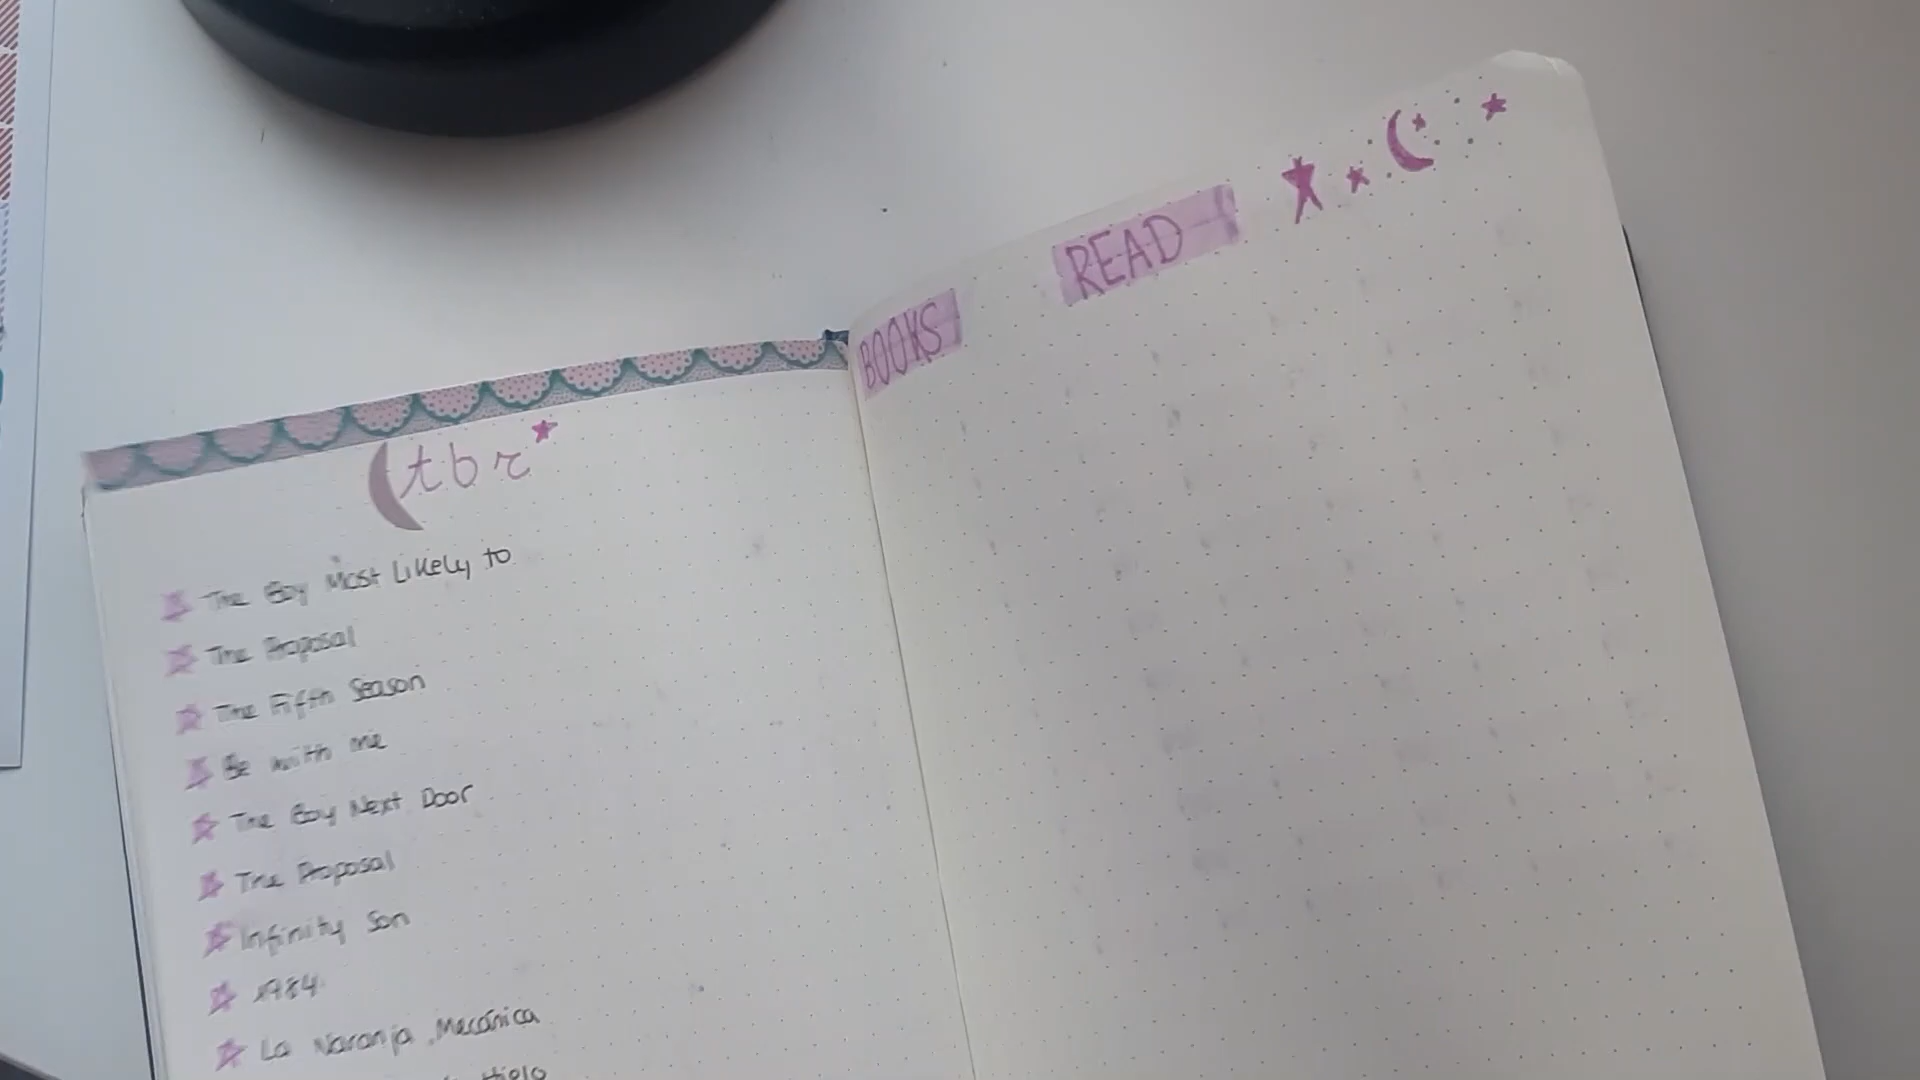 tbr
The Boy Most Likely to
The Proposal
The Fifth Season
Be with me
The Boy Next Door
The Proposal
Infinity Son
1984
La Naranja Mecánica
Hielo
BOOKS READ